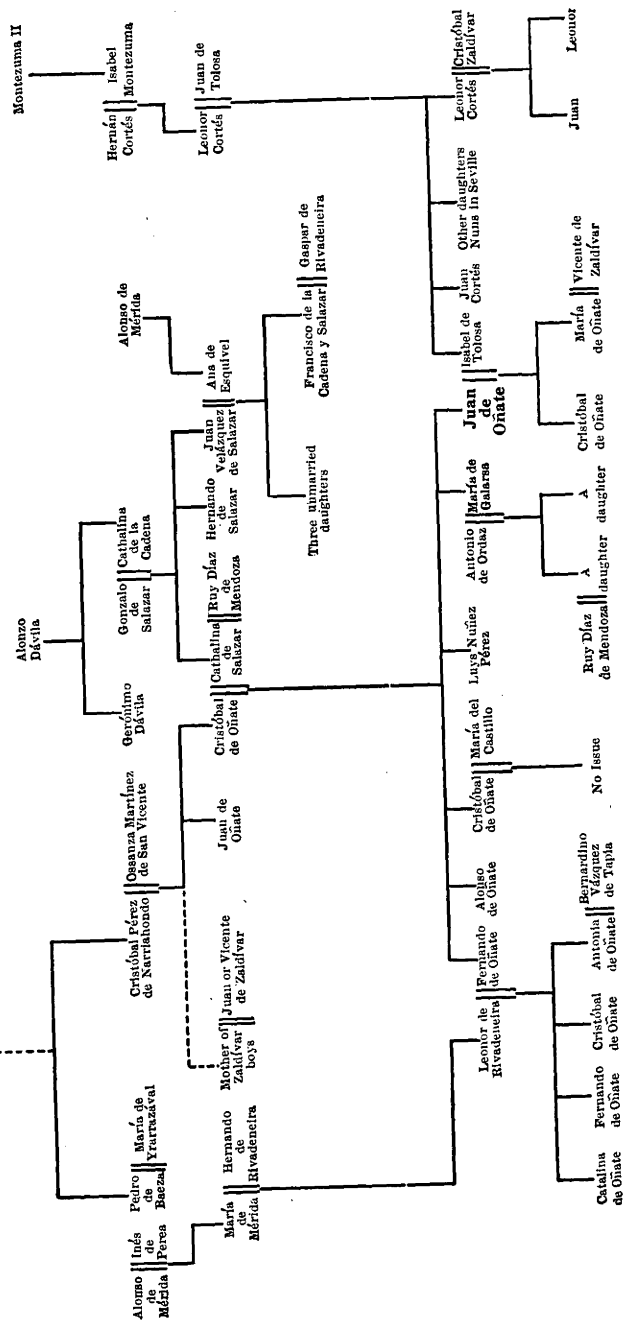 Montezuma II
Hernán
Cortés
Isabel
Montezuma
Leonor
Cortés
Juan de
Tolosa
Alonzo
Dávila
Gerónimo
Dávila
Gonzalo
de
Salazar
Cathalina
de la
Cadena
Alonso de
Mérida
Cathalina
de
Salazar
Ruy Díaz
de
Mendoza
Hernando
de
Salazar
Juan
Velázquez
de Salazar
Ana de
Esquivel
Three unmarried
daughters
Francisco de la
Cadena y Salazar
Gaspar de
Rivadeneira
Alonso
de
Mérida
Inés
de
Perea
Pedro
de
Baeza
María de
Yrarrazával
Cristóbal Pérez
de Narriahondo
Ossanza Martínez
de San Vicente
María
de
Mérida
Hernando
de
Rivadeneira
Mother of
Zaldívar
boys
Juan or Vicente
de Zaldívar
Juan de
Oñate
Cristóbal
de Oñate
Leonor de
Rivadeneira
Fernando
de Oñate
Alonso
de Oñate
Cristóbal
de Oñate
María del
Castillo
Luys Nuñez
Pérez
Antonio
de Ordaz
María de
Galarsa
Juan
de
Oñate
Isabel de
Tolosa
Juan
Cortés
Other daughters
Nuns in Seville
Leonor
Cortés
Cristóbal
Zaldívar
Catalina
de Oñate
Fernando
de Oñate
Cristóbal
de Oñate
Antonia
de Oñate
Bernardino
Vázquez
de Tapia
No Issue
Ruy Díaz
de Mendoza
A
daughter
A
daughter
Cristóbal
de Oñate
María
de Oñate
Vicente de
Zaldívar
Juan
Leonor